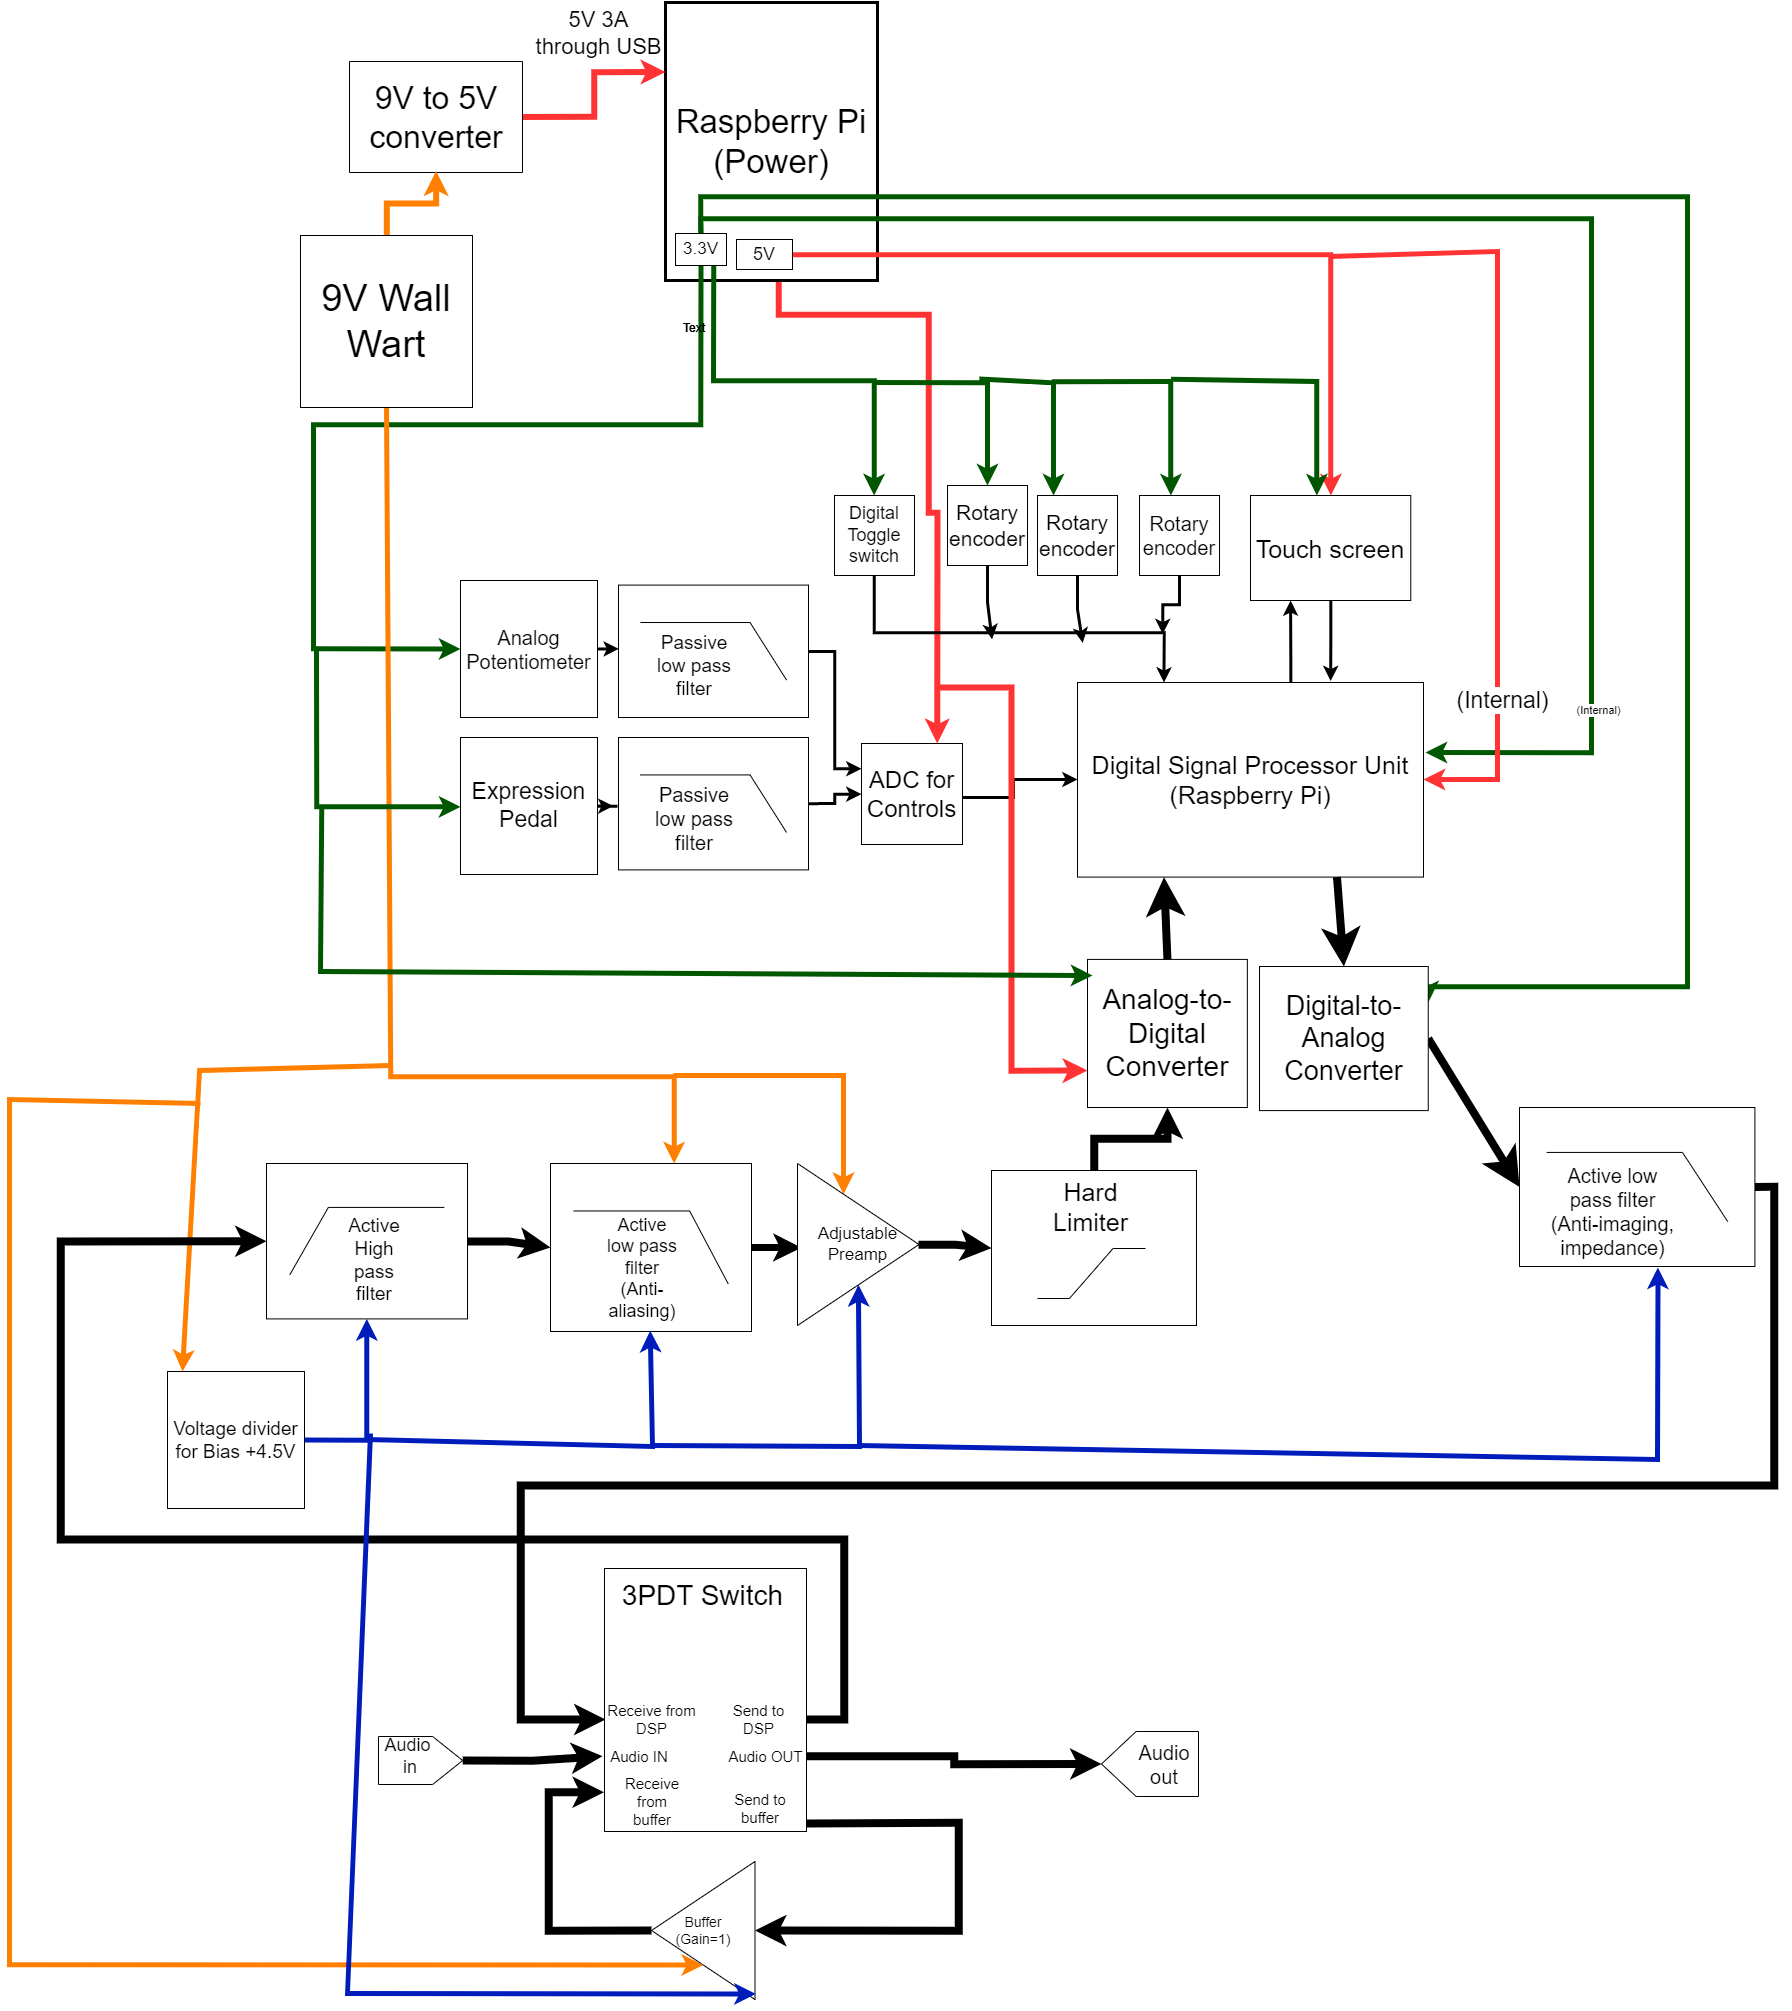 5V 3A
through USB
9V to 5V
converter
Raspberry Pi
(Power)
3.3V
5V
9V Wall
Wart
Text
Digital
Toggle
switch
Rotary
encoder
Rotary
encoder
Rotary
encoder
Touch screen
Analog
Potentiometer
Passive
low pass
filter
(Internal)
(Internal)
Expression
Pedal
Passive
low pass
filter
ADC for
Controls
Digital Signal Processor Unit
(Raspberry Pi)
Analog-to-
Digital
Converter
Digital-to-
Analog
Converter
Active
High
pass
filter
Active
low pass
filter
(Anti-
aliasing)
Adjustable
Preamp
Hard
Limiter
Active low
pass filter
(Anti-imaging,
impedance)
Voltage divider
for Bias +4.5V
3PDT Switch
Receive from
DSP
Send to
DSP
Audio
in
Audio IN
Audio OUT
Audio
out
Receive
from
buffer
Send to
buffer
Buffer
(Gain=1)